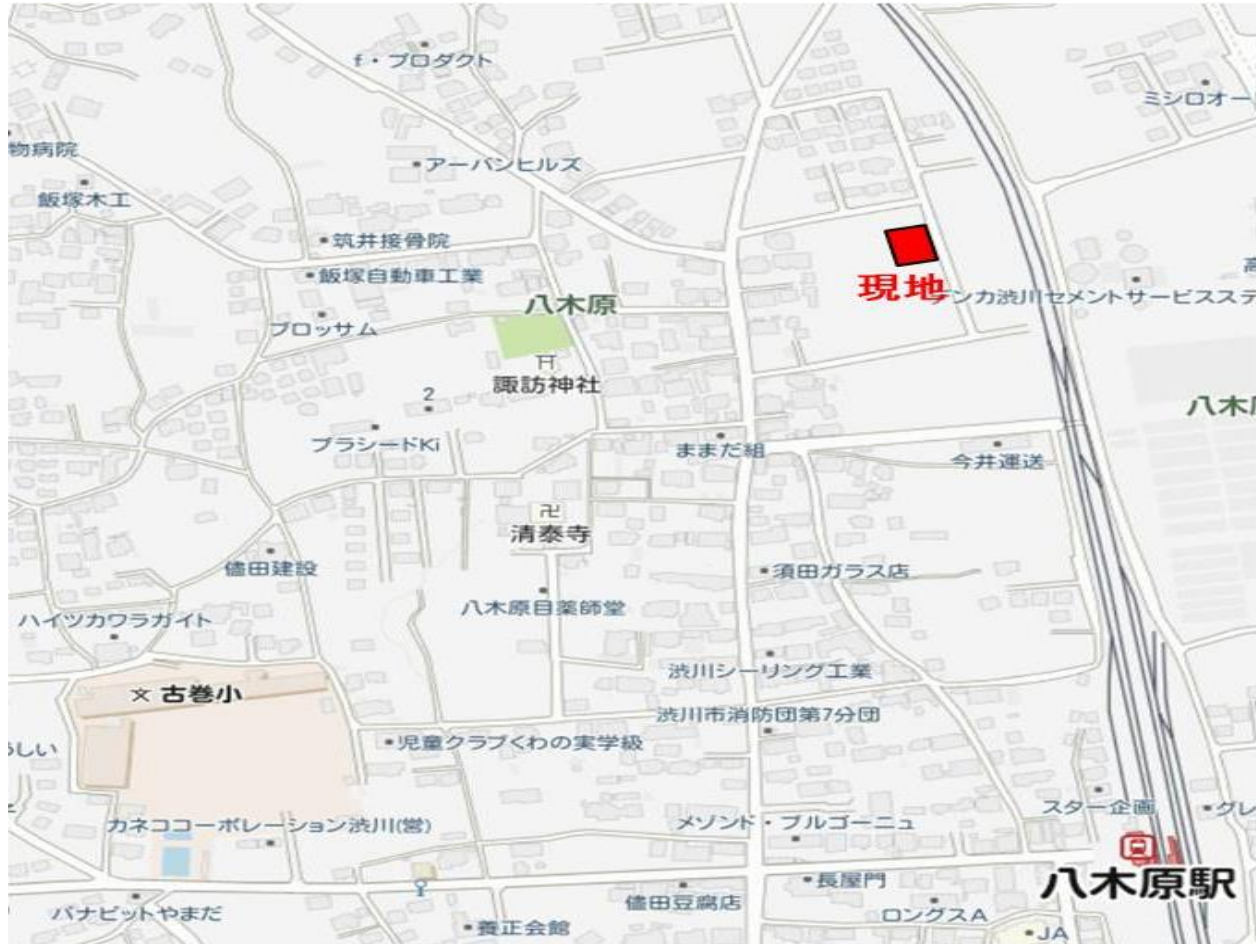 f・プロダクト
ミシロオー
物病院
アーバンヒルズ
飯塚木工
筑井接骨院
飯塚自動車工業
現地
デンカ渋川セメントサービスステ
八木原
ブロッサム
諏訪神社
2
八木原
プラシードKi
ままだ組
今井運送
卍
清泰寺
儘田建設
須田ガラス店
八木原目薬師堂
ハイツカワラガイト
渋川シーリング工業
文 古巻小
渋川市消防団第7分団
らしい
児童クラブくわの実学級
スター企画
グレ
カネココーポレーション渋川(営)
メゾンド・ブルゴーニュ
八木原駅
長屋門
バナビットやまだ
儘田豆腐店
ロングスA
養正会館
JA